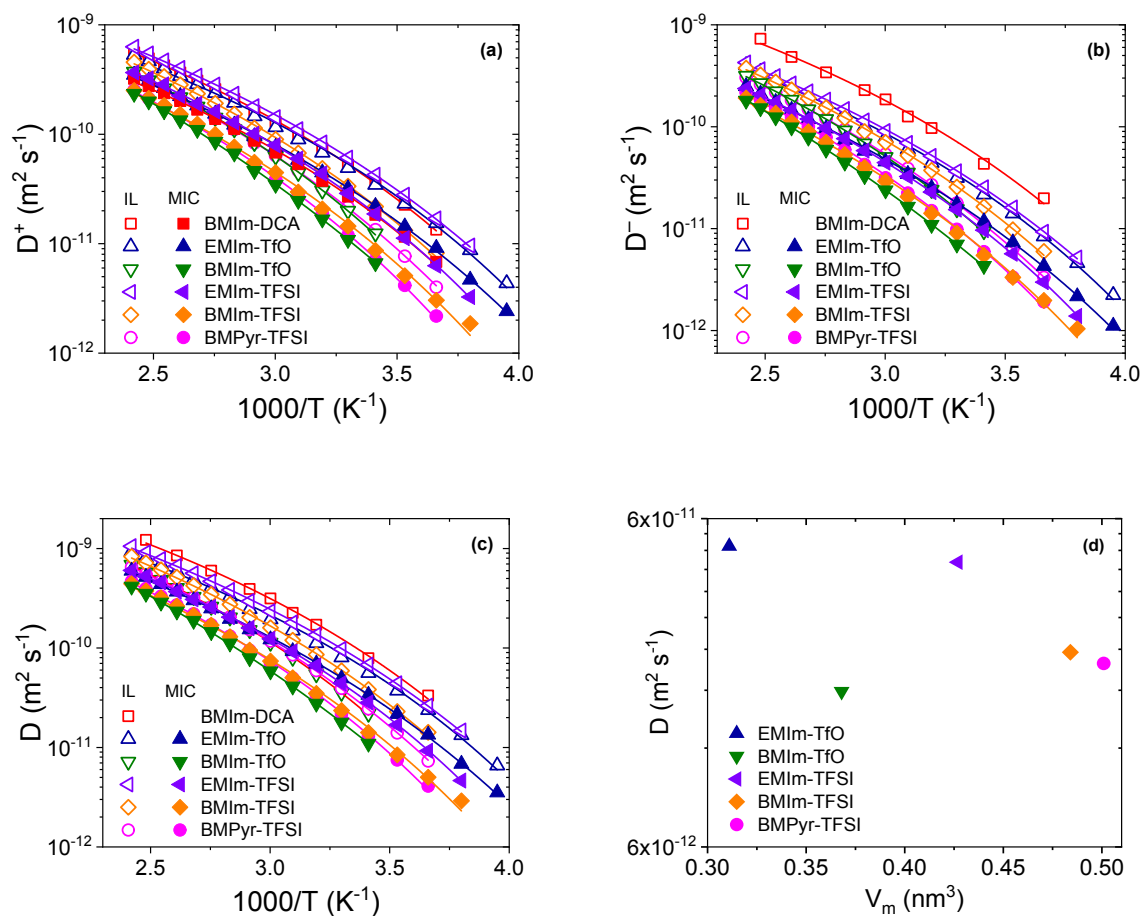 10⁻⁹
10⁻¹⁰
10⁻¹¹
10⁻¹²
D⁺ (m² s⁻¹)
(a)
IL MIC
BMIm-DCA
EMIm-TfO
BMIm-TfO
EMIm-TFSI
BMIm-TFSI
BMPyr-TFSI
2.5 3.0 3.5 4.0
1000/T (K⁻¹)
10⁻⁹
10⁻¹⁰
10⁻¹¹
10⁻¹²
D⁻ (m² s⁻¹)
(b)
IL MIC
BMIm-DCA
EMIm-TfO
BMIm-TfO
EMIm-TFSI
BMIm-TFSI
BMPyr-TFSI
2.5 3.0 3.5 4.0
1000/T (K⁻¹)
10⁻⁹
10⁻¹⁰
10⁻¹¹
10⁻¹²
D (m² s⁻¹)
(c)
IL MIC
BMIm-DCA
EMIm-TfO
BMIm-TfO
EMIm-TFSI
BMIm-TFSI
BMPyr-TFSI
2.5 3.0 3.5 4.0
1000/T (K⁻¹)
6x10⁻¹¹
6x10⁻¹²
D (m² s⁻¹)
(d)
EMIm-TfO
BMIm-TfO
EMIm-TFSI
BMIm-TFSI
BMPyr-TFSI
0.30 0.35 0.40 0.45 0.50
Vₘ (nm³)